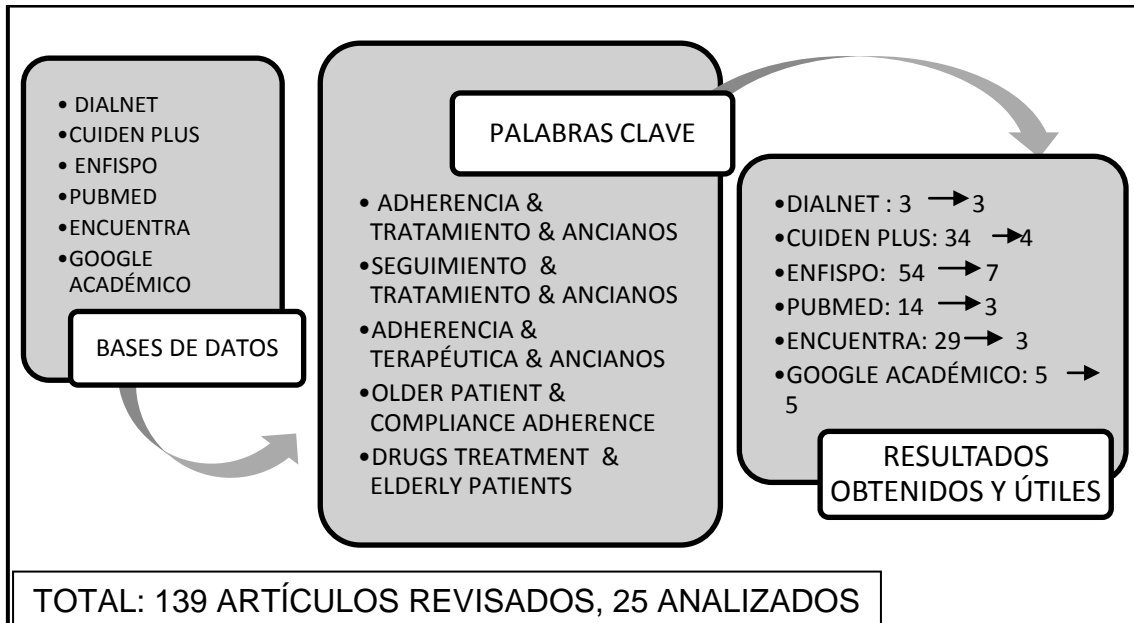 • DIALNET
•CUIDEN PLUS
• ENFISPO
•PUBMED
•ENCUENTRA
•GOOGLE
ACADÉMICO
BASES DE DATOS
PALABRAS CLAVE
• ADHERENCIA &
TRATAMIENTO & ANCIANOS
•SEGUIMIENTO & 
TRATAMIENTO & ANCIANOS
•ADHERENCIA &
TERAPÉUTICA & ANCIANOS
•OLDER PATIENT &
COMPLIANCE ADHERENCE
•DRUGS TREATMENT &
ELDERLY PATIENTS
•DIALNET : 3 → 3
•CUIDEN PLUS: 34 → 4
•ENFISPO: 54 → 7
•PUBMED: 14 → 3
•ENCUENTRA: 29 → 3
•GOOGLE ACADÉMICO: 5 →
5
RESULTADOS
OBTENIDOS Y ÚTILES
TOTAL: 139 ARTÍCULOS REVISADOS, 25 ANALIZADOS